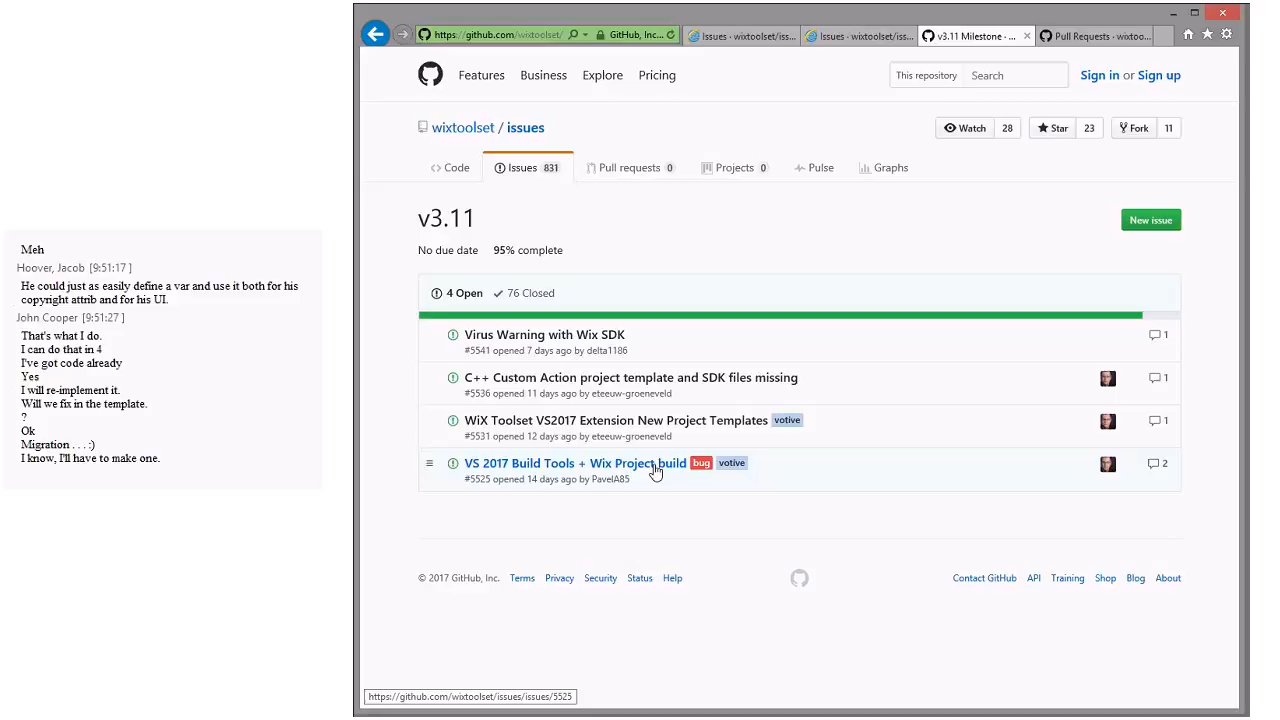 Meh
Hoover, Jacob [9:51:17 ]
He could just as easily define a var and use it both for his
copyright attrib and for his UI.
John Cooper [9:51:27 ]
That's what I do.
I can do that in 4
I've got code already
Yes
I will re-implement it.
Will we fix in the template.
?
Ok
Migration . . . :)
I know, I'll have to make one.
https://github.com/wixtoolset/ GitHub, Inc... Issues · wixtoolset/iss... Issues · wixtoolset/iss... v3.11 Milestone · ... Pull Requests · wixtoo...
Features Business Explore Pricing This repository Search Sign in or Sign up
wixtoolset / issues Watch 28 Star 23 Fork 11
Code Issues 831 Pull requests 0 Projects 0 Pulse Graphs
v3.11 New issue
No due date 95% complete
4 Open 76 Closed
Virus Warning with Wix SDK 1
#5541 opened 7 days ago by delta1186
C++ Custom Action project template and SDK files missing 1
#5536 opened 11 days ago by eteeuw-groeneveld
WiX Toolset VS2017 Extension New Project Templates votive 1
#5531 opened 12 days ago by eteeuw-groeneveld
VS 2017 Build Tools + Wix Project build bug votive 2
#5525 opened 14 days ago by PavelA85
© 2017 GitHub, Inc. Terms Privacy Security Status Help Contact GitHub API Training Shop Blog About
https://github.com/wixtoolset/issues/issues/5525